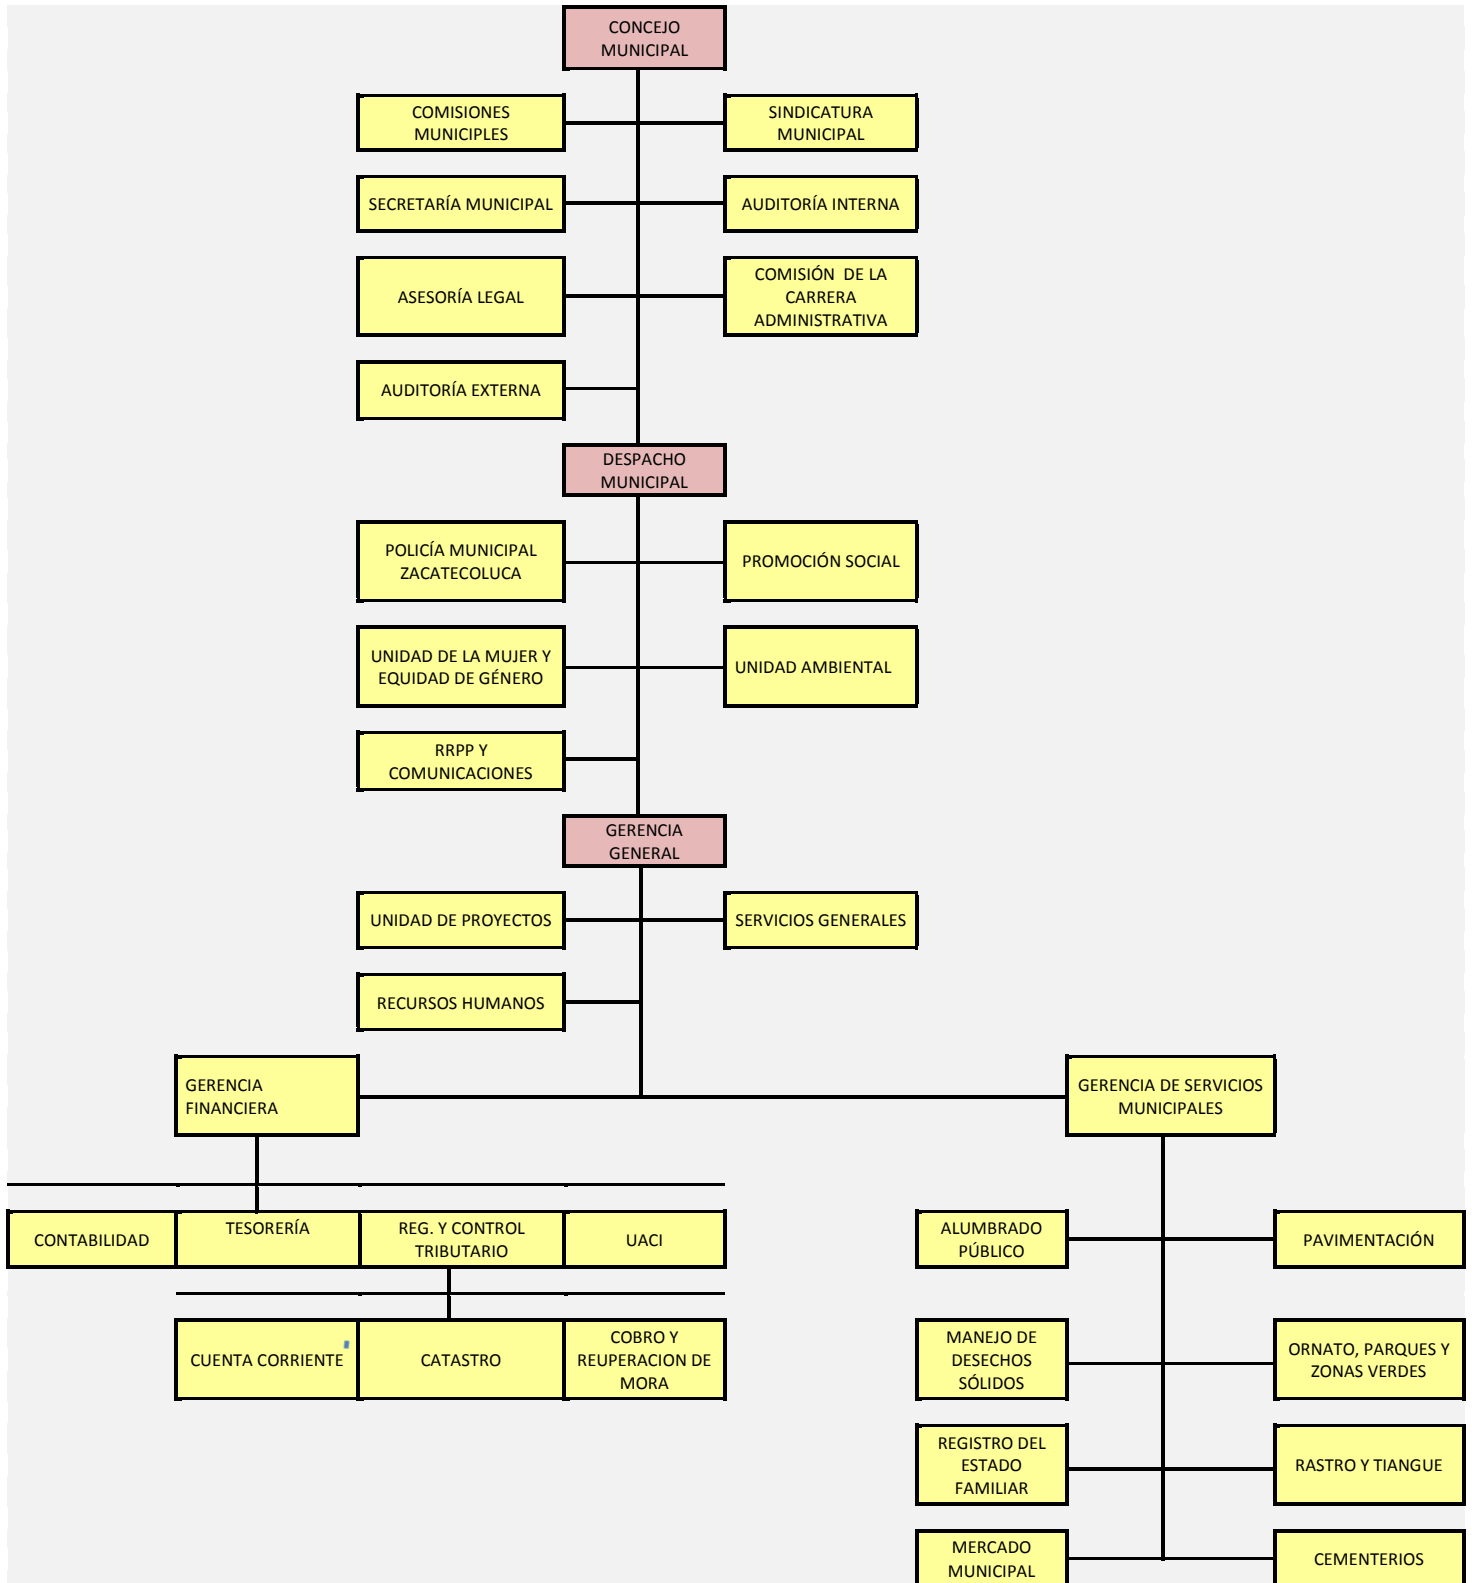 CONCEJO
MUNICIPAL
COMISIONES
MUNICIPLES
SINDICATURA
MUNICIPAL
SECRETARÍA MUNICIPAL
AUDITORÍA INTERNA
ASESORÍA LEGAL
COMISIÓN DE LA
CARRERA
ADMINISTRATIVA
AUDITORÍA EXTERNA
DESPACHO
MUNICIPAL
POLICÍA MUNICIPAL
ZACATECOLUCA
PROMOCIÓN SOCIAL
UNIDAD DE LA MUJER Y
EQUIDAD DE GÉNERO
UNIDAD AMBIENTAL
RRPP Y
COMUNICACIONES
GERENCIA
GENERAL
UNIDAD DE PROYECTOS
SERVICIOS GENERALES
RECURSOS HUMANOS
GERENCIA
FINANCIERA
GERENCIA DE SERVICIOS
MUNICIPALES
CONTABILIDAD
TESORERÍA
REG. Y CONTROL
TRIBUTARIO
UACI
ALUMBRADO
PÚBLICO
PAVIMENTACIÓN
CUENTA CORRIENTE
CATASTRO
COBRO Y
REUPERACION DE
MORA
MANEJO DE
DESECHOS
SÓLIDOS
ORNATO, PARQUES Y
ZONAS VERDES
REGISTRO DEL
ESTADO
FAMILIAR
RASTRO Y TIANGUE
MERCADO
MUNICIPAL
CEMENTERIOS